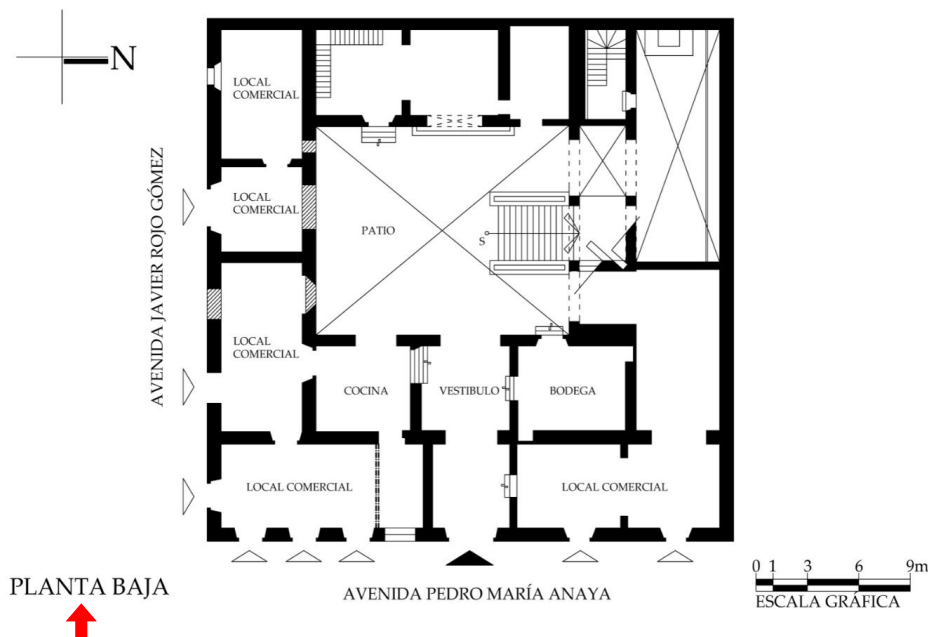 N
LOCAL
COMERCIAL
LOCAL
COMERCIAL
AVENIDA JAVIER ROJO GÓMEZ
PATIO
S
LOCAL
COMERCIAL
COCINA
VESTIBULO
BODEGA
LOCAL COMERCIAL
LOCAL COMERCIAL
PLANTA BAJA
AVENIDA PEDRO MARÍA ANAYA
0 1 3 6 9m
ESCALA GRÁFICA